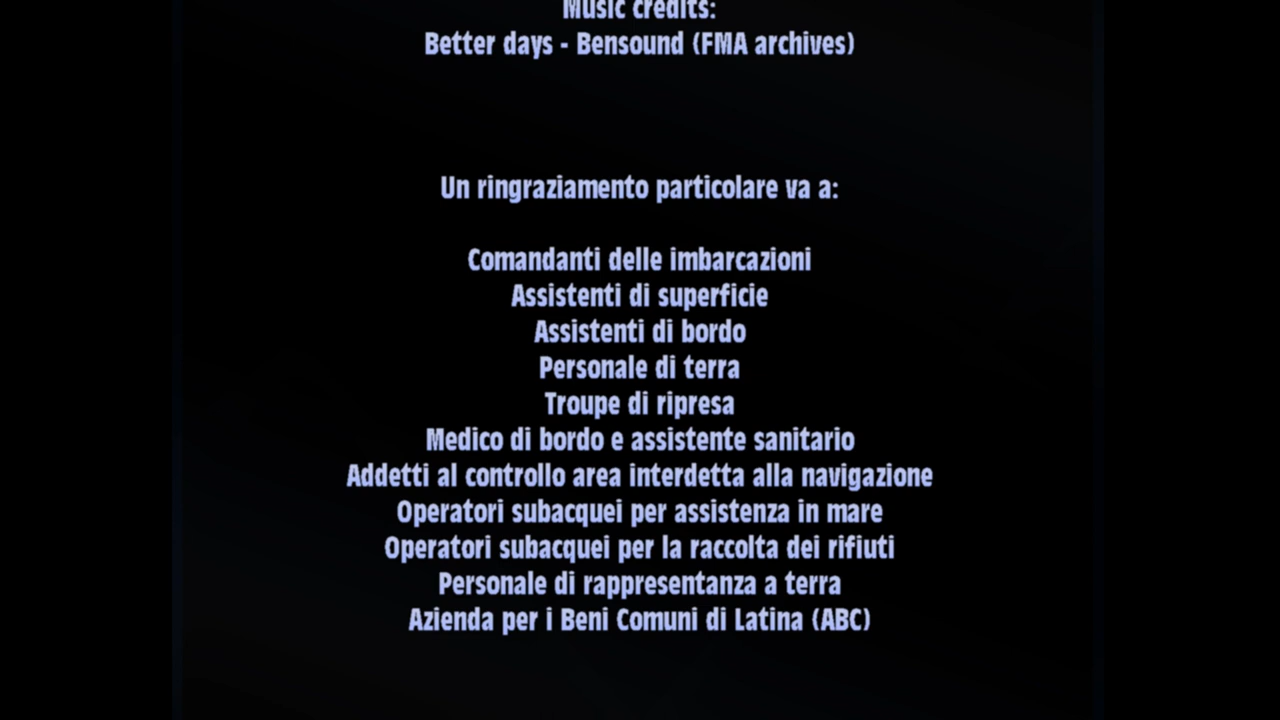 Music credits:
Better days - Bensound (FMA archives)
Un ringraziamento particolare va a:
Comandanti delle imbarcazioni
Assistenti di superficie
Assistenti di bordo
Personale di terra
Troupe di ripresa
Medico di bordo e assistente sanitario
Addetti al controllo area interdetta alla navigazione
Operatori subacquei per assistenza in mare
Operatori subacquei per la raccolta dei rifiuti
Personale di rappresentanza a terra
Azienda per i Beni Comuni di Latina (ABC)